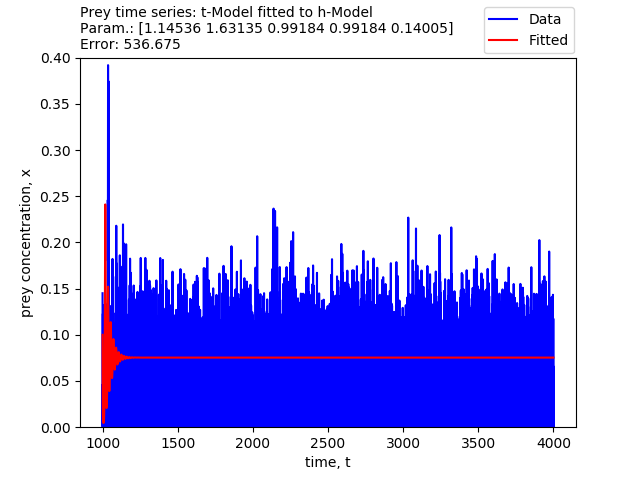 Prey time series: t-Model fitted to h-Model
Param.: [1.14536 1.63135 0.99184 0.99184 0.14005]
Error: 536.675
Data
Fitted
prey concentration, x
0.40
0.35
0.30
0.25
0.20
0.15
0.10
0.05
0.00
1000 1500 2000 2500 3000 3500 4000
time, t